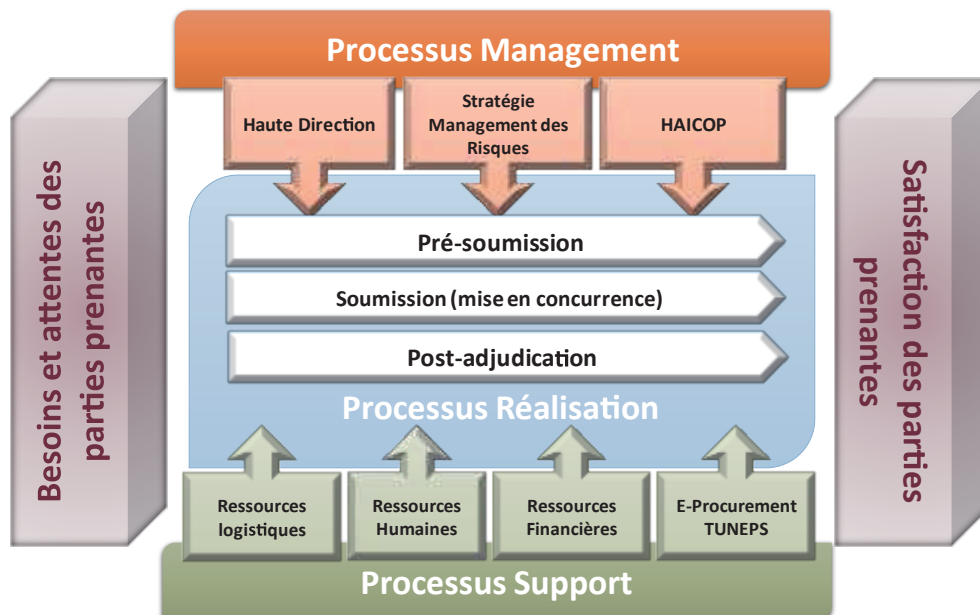 Processus Management
Haute Direction
Stratégie
Management des
Risques
HAICOP
Besoins et attentes des
parties prenantes
Pré-soumission
Soumission (mise en concurrence)
Post-adjudication
Processus Réalisation
Satisfaction des parties
prenantes
Ressources
logistiques
Ressources
Humaines
Ressources
Financières
E-Procurement
TUNEPS
Processus Support